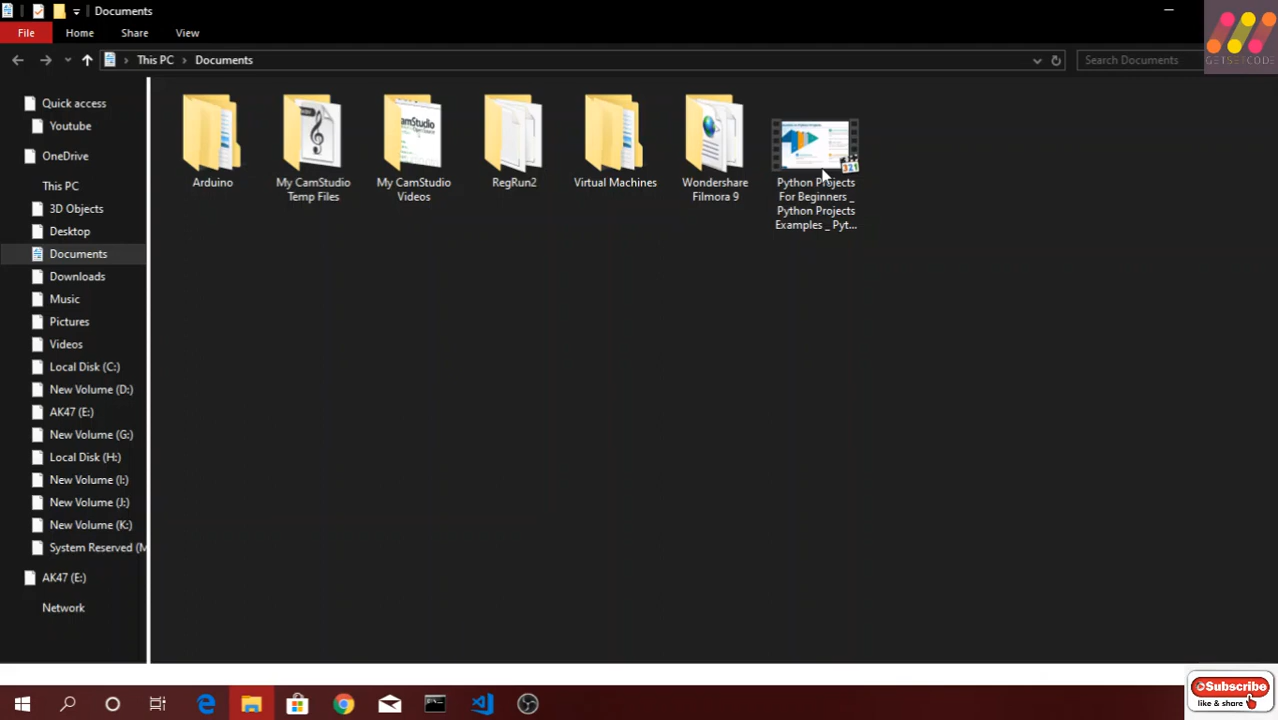 Documents
File
Home
Share
View
This PC
Documents
Search Documents
GETSETCODE
Quick access
Youtube
OneDrive
This PC
3D Objects
Desktop
Documents
Downloads
Music
Pictures
Videos
Local Disk (C:)
New Volume (D:)
AK47 (E:)
New Volume (G:)
Local Disk (H:)
New Volume (I:)
New Volume (J:)
New Volume (K:)
System Reserved (M
AK47 (E:)
Network
Arduino
My CamStudio
Temp Files
CamStudio
My CamStudio
Videos
RegRun2
Virtual Machines
Wondershare
Filmora 9
321
Python Projects
For Beginners _
Python Projects
Examples _ Pyt...
Subscribe
like & share